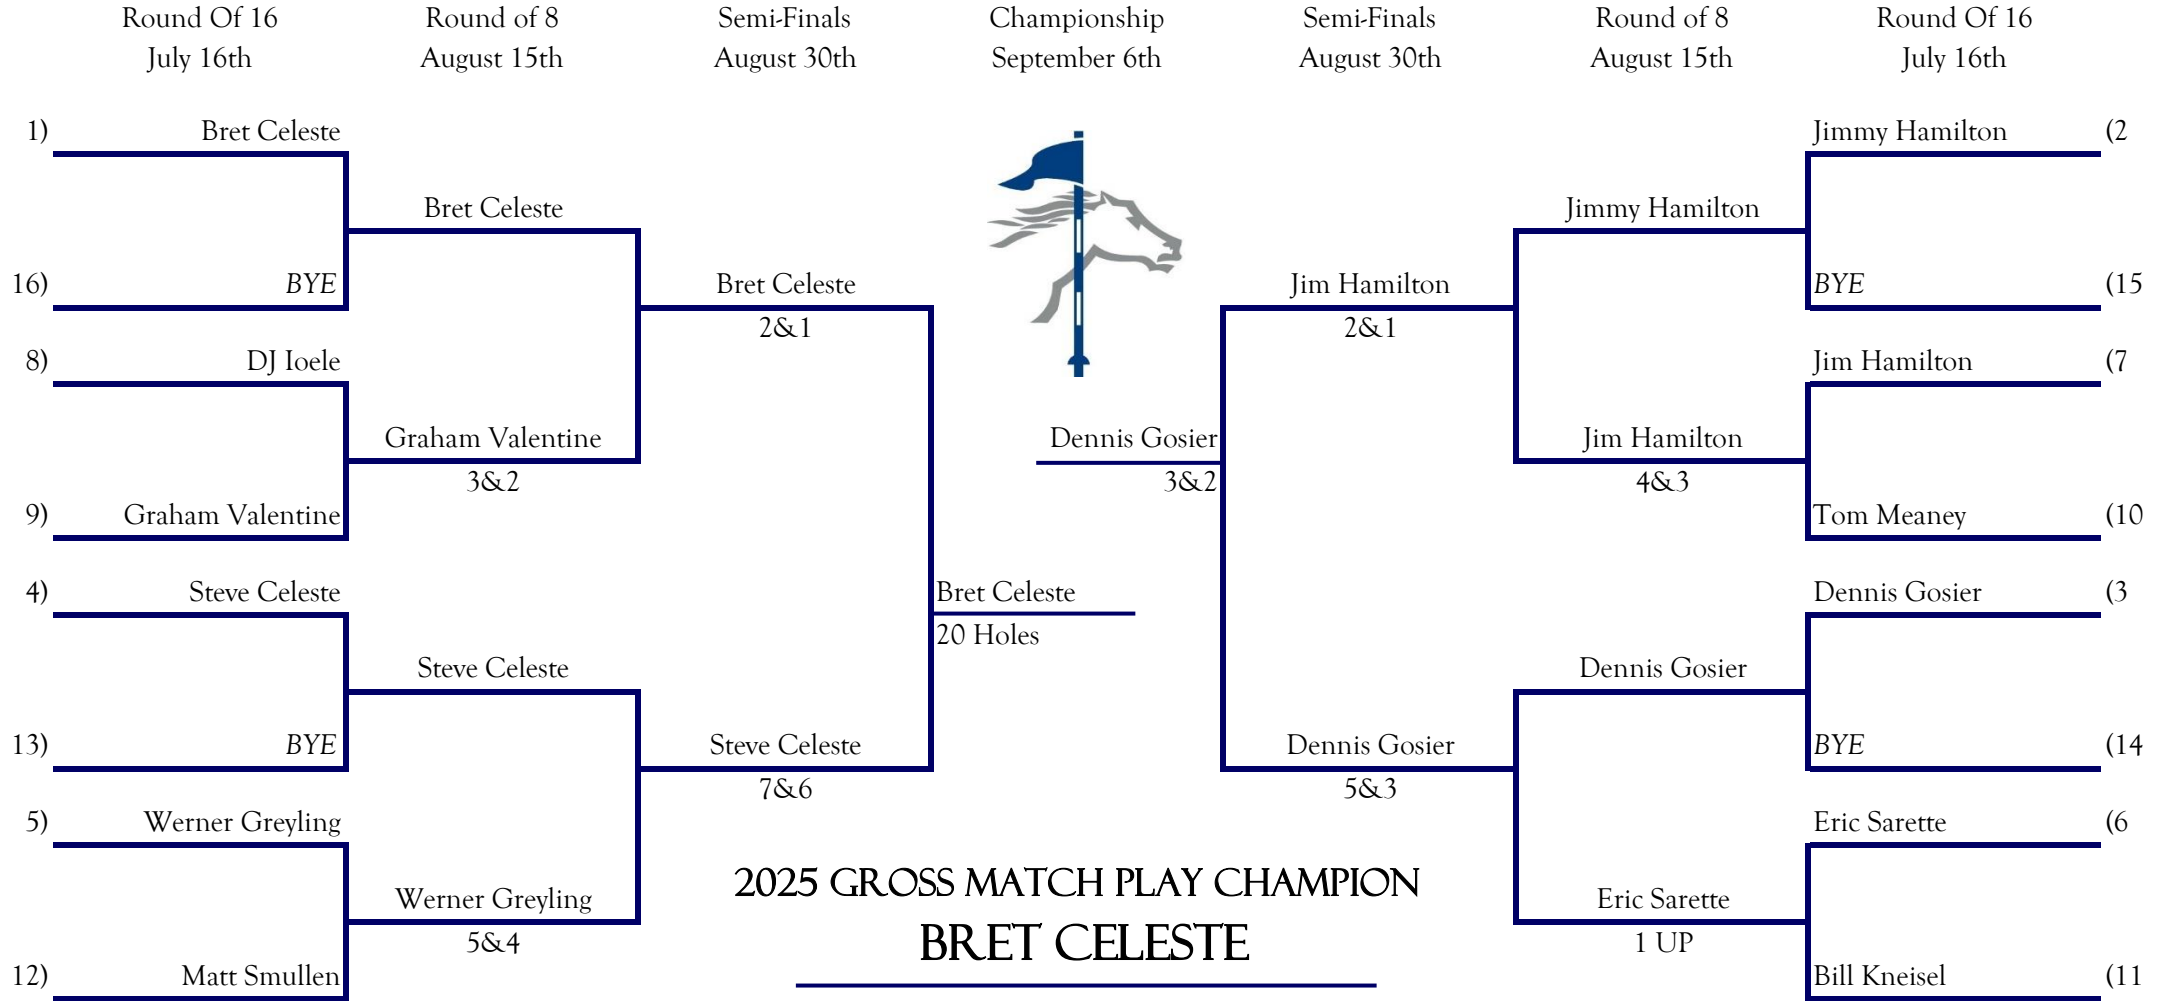 Round Of 16
July 16th
Round of 8
August 15th
Semi-Finals
August 30th
Championship
September 6th
Semi-Finals
August 30th
Round of 8
August 15th
Round Of 16
July 16th
1) Bret Celeste
16) BYE
8) DJ Ioele
9) Graham Valentine
4) Steve Celeste
13) BYE
5) Werner Greyling
12) Matt Smullen
Bret Celeste
Graham Valentine
3&2
Steve Celeste
Werner Greyling
5&4
Bret Celeste
2&1
Steve Celeste
7&6
Dennis Gosier
3&2
Bret Celeste
20 Holes
Jim Hamilton
2&1
Dennis Gosier
5&3
Jimmy Hamilton
Jim Hamilton
4&3
Dennis Gosier
Eric Sarette
1 UP
Jimmy Hamilton (2
BYE (15
Jim Hamilton (7
Tom Meaney (10
Dennis Gosier (3
BYE (14
Eric Sarette (6
Bill Kneisel (11
2025 GROSS MATCH PLAY CHAMPION
BRET CELESTE